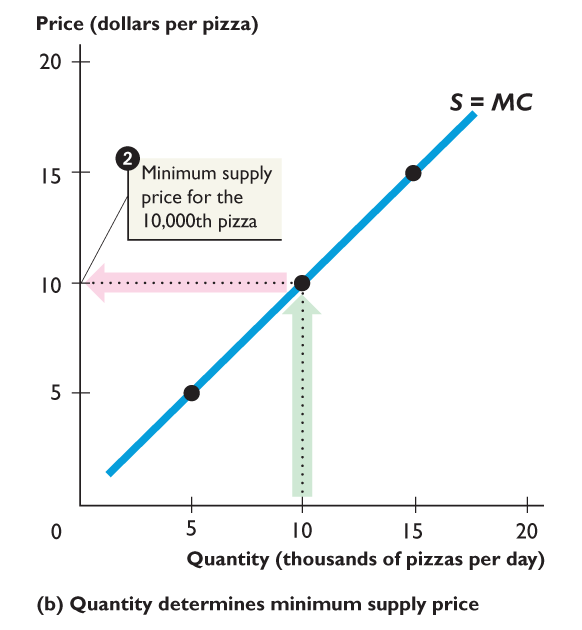 Price (dollars per pizza)
20
S = MC
2
Minimum supply
price for the
10,000th pizza
15
10
5
0
5
10
15
20
Quantity (thousands of pizzas per day)
(b) Quantity determines minimum supply price